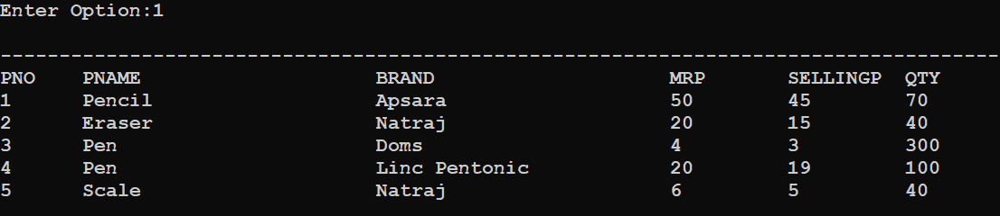 Enter Option:1
-------------------------------------------------------------------------------------
PNO    PNAME                    BRAND                    MRP       SELLINGP  QTY
1      Pencil                   Apsara                   50        45        70
2      Eraser                   Natraj                   20        15        40
3      Pen                      Doms                     4         3         300
4      Pen                      Linc Pentonic            20        19        100
5      Scale                    Natraj                   6         5         40